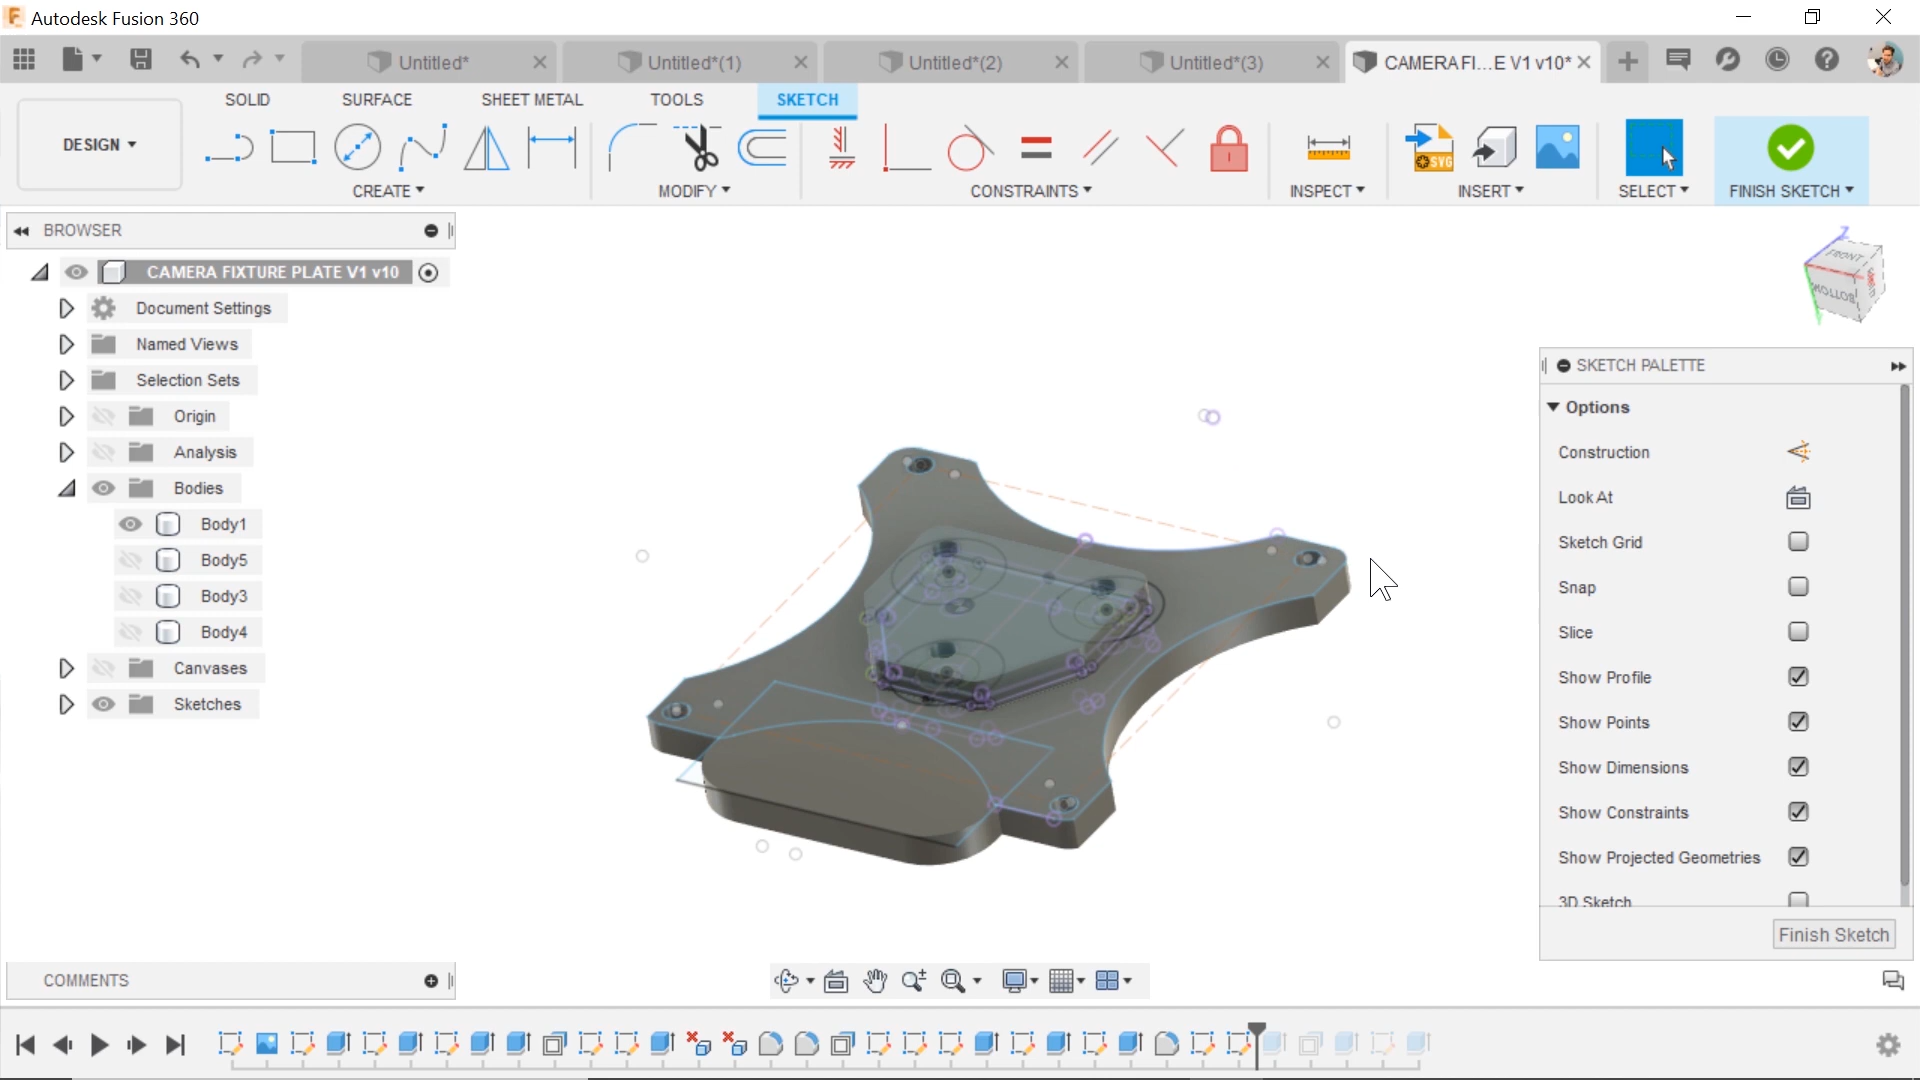 Autodesk Fusion 360
Untitled*
Untitled*(1)
Untitled*(2)
Untitled*(3)
CAMERA FI...E V1 v10*
DESIGN
SOLID
SURFACE
SHEET METAL
TOOLS
SKETCH
CREATE
MODIFY
CONSTRAINTS
INSPECT
SVG
INSERT
SELECT
FINISH SKETCH
BROWSER
CAMERA FIXTURE PLATE V1 v10
Document Settings
Named Views
Selection Sets
Origin
Analysis
Bodies
Body1
Body5
Body3
Body4
Canvases
Sketches
Z
FRONT
BOTTOM
SKETCH PALETTE
Options
Construction
Look At
Sketch Grid
Snap
Slice
Show Profile
Show Points
Show Dimensions
Show Constraints
Show Projected Geometries
3D Sketch
Finish Sketch
COMMENTS